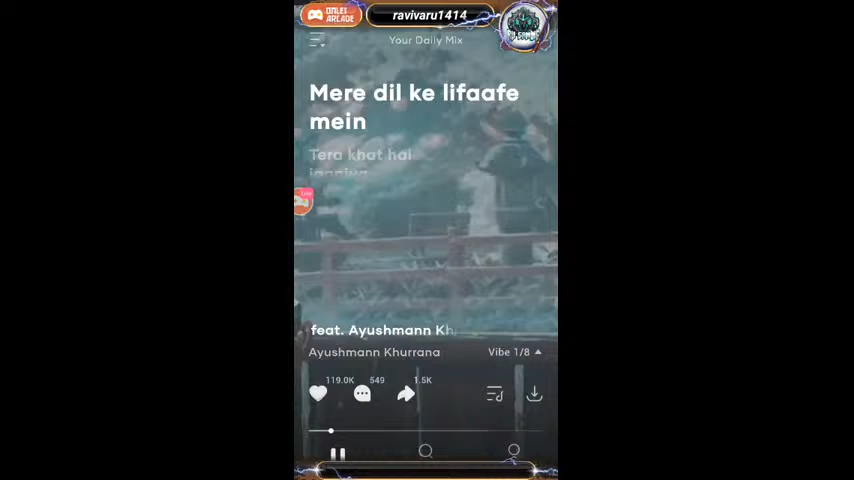 OMLET
ARCADE
ravivaru1414
Your Daily Mix
Mere dil ke lifaafe
mein
Tera khat hai
feat. Ayushmann Kh
Ayushmann Khurrana
Vibe 1/8
119.0K
549
1.5K